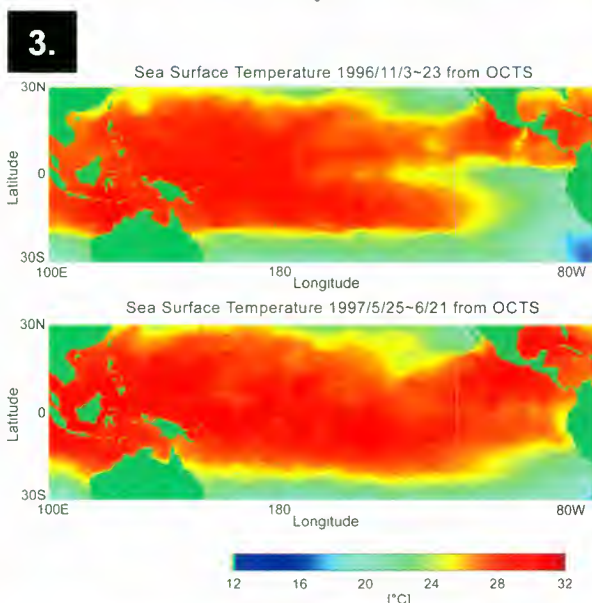 3.
Sea Surface Temperature 1996/11/3~23 from OCTS
30N
Latitude
0
30S
100E 180 80W
Longitude
Sea Surface Temperature 1997/5/25~6/21 from OCTS
30N
Latitude
0
30S
100E 180 80W
Longitude
12 16 20 24 28 32
[°C]